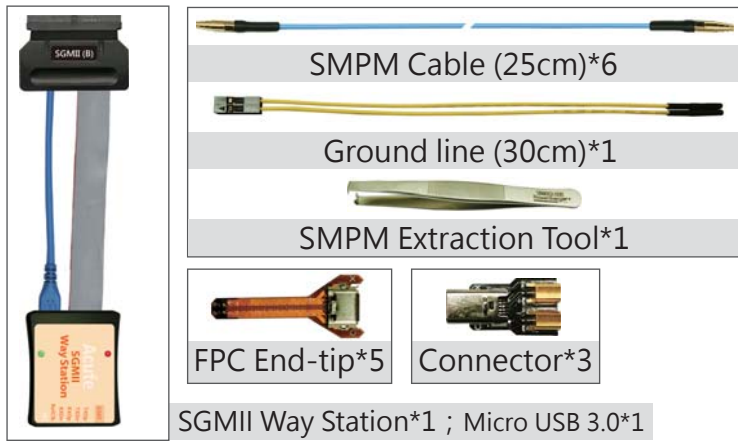 SGMII (B)
SMPM Cable (25cm)*6
Ground line (30cm)*1
SMPM Extraction Tool*1
Acute
SGMII
Way Station
FPC End-tip*5
Connector*3
SGMII Way Station*1 ; Micro USB 3.0*1